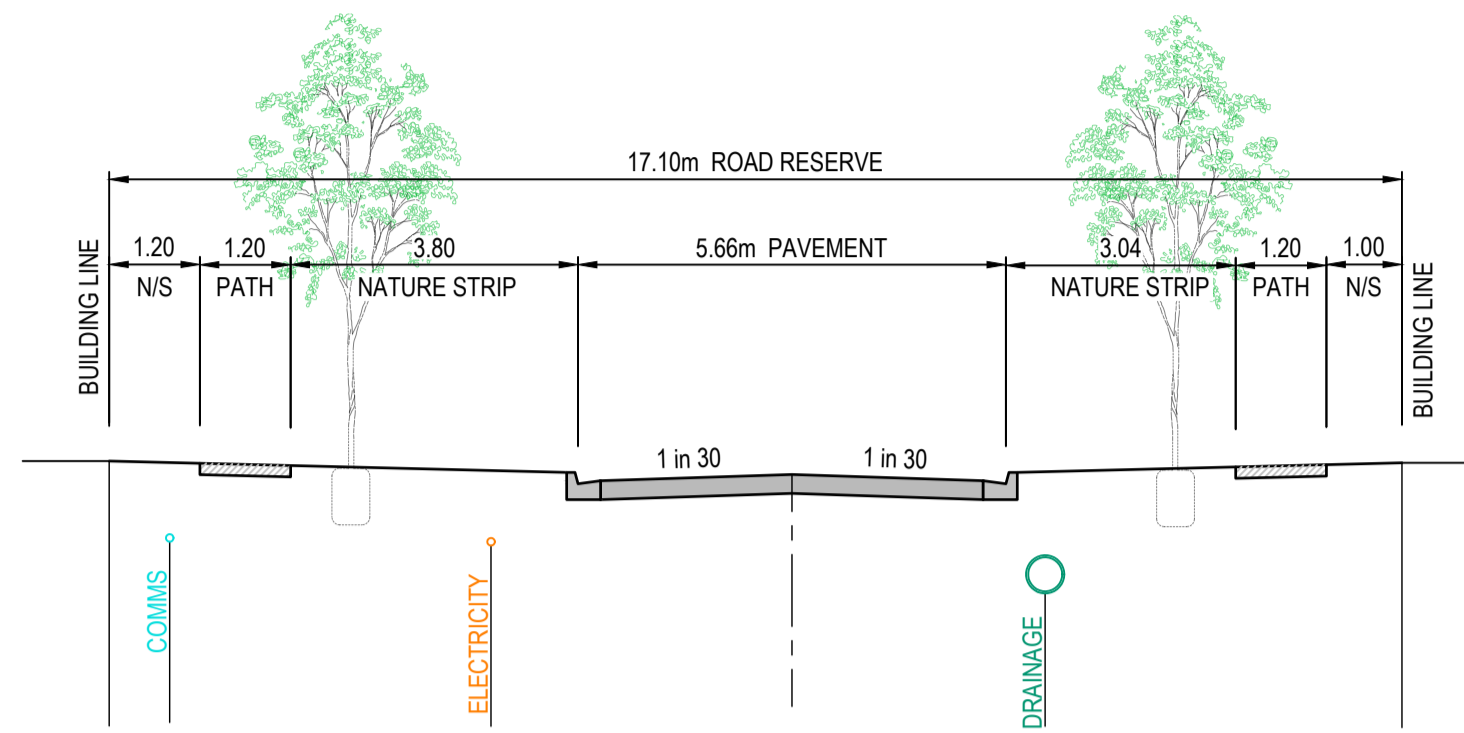 17.10m ROAD RESERVE
BUILDING LINE
1.20
N/S
1.20
PATH
3.80
NATURE STRIP
5.66m PAVEMENT
3.04
NATURE STRIP
1.20
PATH
1.00
N/S
BUILDING LINE
1 in 30
1 in 30
COMMS
ELECTRICITY
DRAINAGE